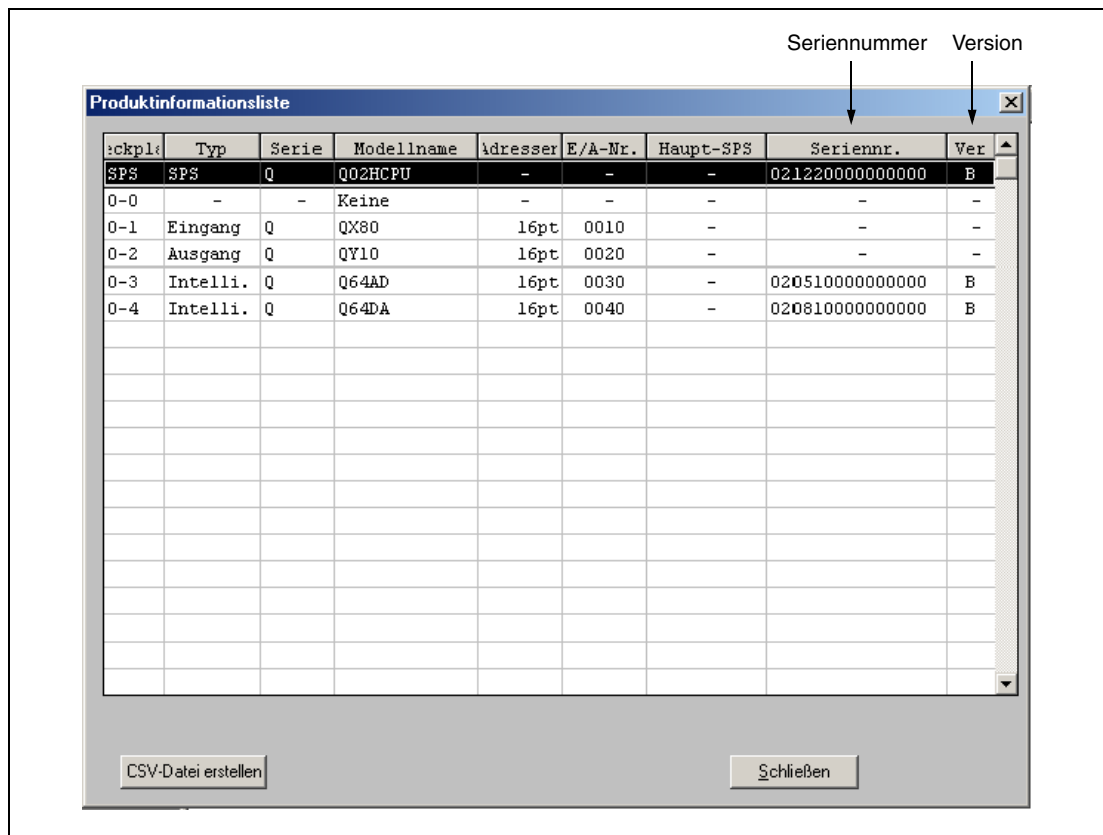 Seriennummer Version
Produktinformationsliste
Typ Serie Modellname E/A-Nr. Haupt-SPS Seriennr. Ver
SPS SPS Q Q02HCPU - - - 021220000000000 B
0-0 - - Keine - - - - -
0-1 Eingang Q QX80 16pt 0010 - - -
0-2 Ausgang Q QY10 16pt 0020 - - -
0-3 Intelli. Q Q64AD 16pt 0030 - 020510000000000 B
0-4 Intelli. Q Q64DA 16pt 0040 - 020810000000000 B
CSV-Datei erstellen Schließen